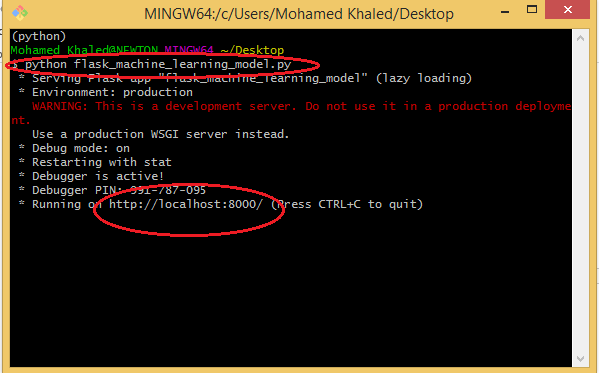 MINGW64:/c/Users/Mohamed Khaled/Desktop
(python)
Mohamed Khaled@NEWTON MINGW64 ~/Desktop
$ python flask_machine_learning_model.py
* Serving Flask app "flask_machine_learning_model" (lazy loading)
* Environment: production
WARNING: This is a development server. Do not use it in a production deployme
nt.
Use a production WSGI server instead.
* Debug mode: on
* Restarting with stat
* Debugger is active!
* Debugger PIN: 991-787-095
* Running on http://localhost:8000/ (Press CTRL+C to quit)